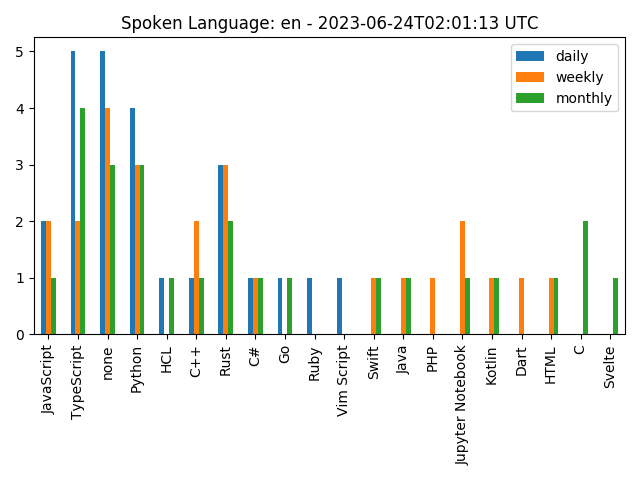 Spoken Language: en - 2023-06-24T02:01:13 UTC
daily
weekly
monthly
5
4
3
2
1
0
JavaScript
TypeScript
none
Python
HCL
C++
Rust
C#
Go
Ruby
Vim Script
Swift
Java
PHP
Jupyter Notebook
Kotlin
Dart
HTML
C
Svelte